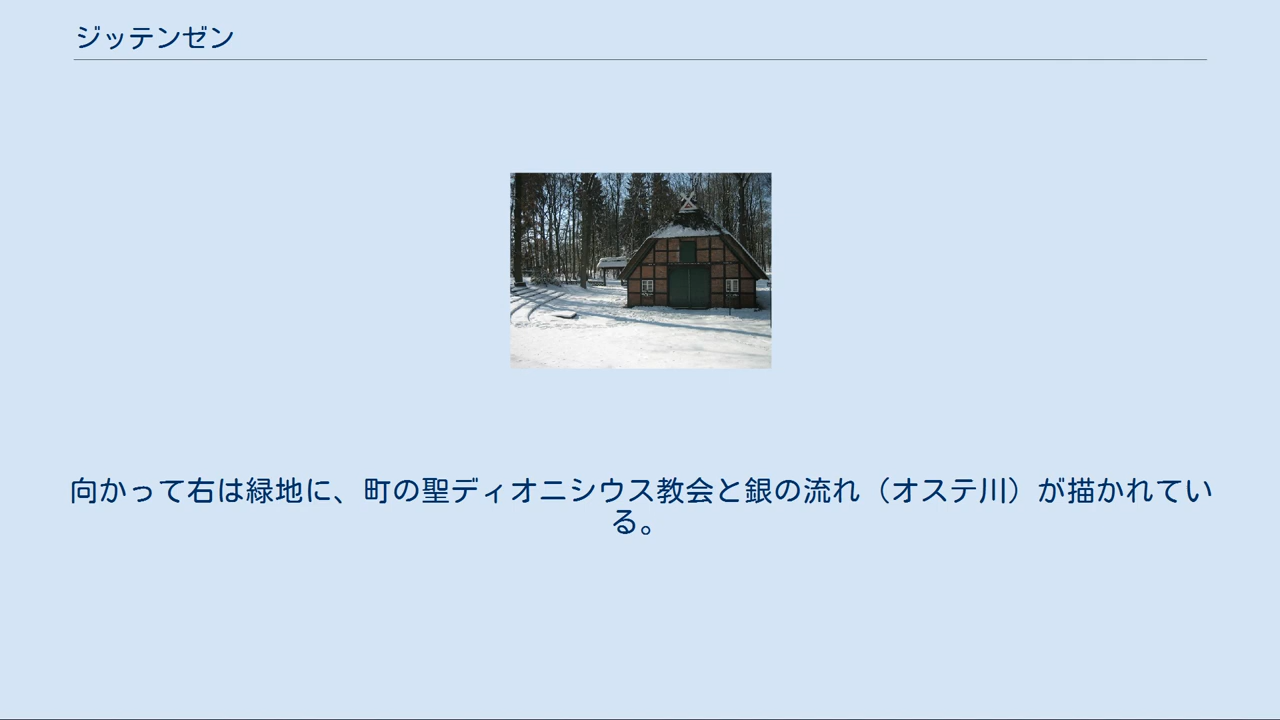 ジッテンゼン
向かって右は緑地に、町の聖ディオニシウス教会と銀の流れ（オステ川）が描かれてい
る。